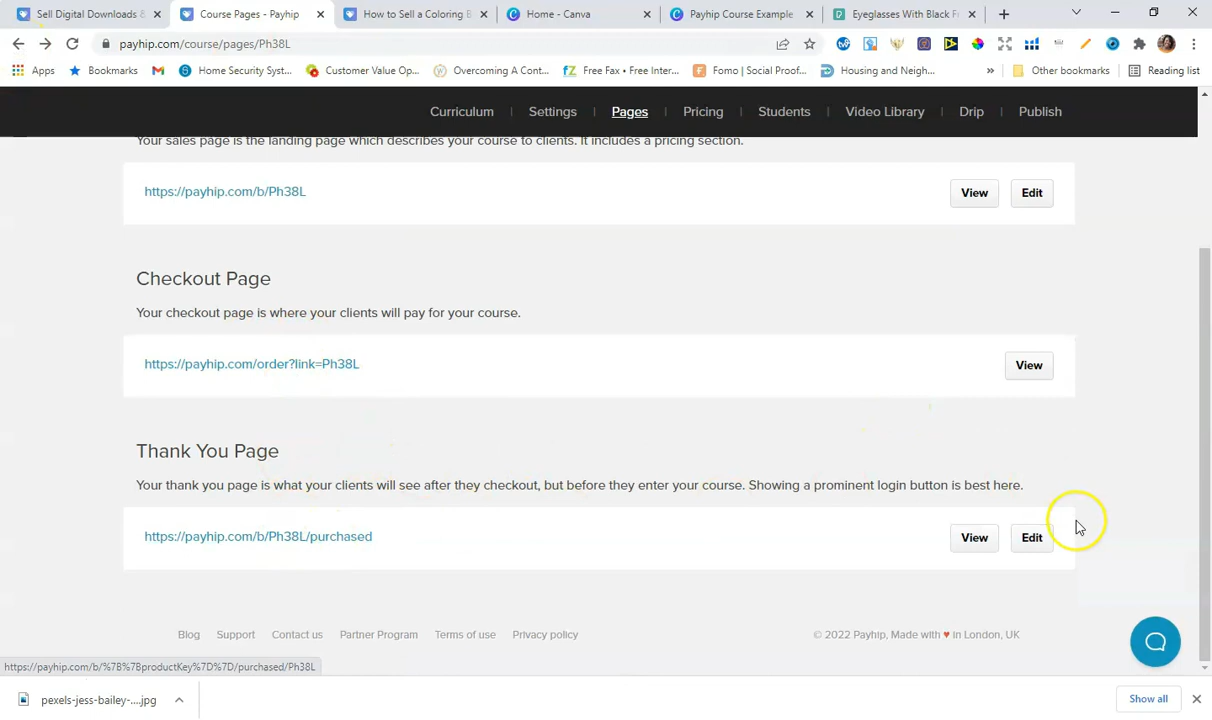 Sell Digital Downloads &
Course Pages - Payhip
How to Sell a Coloring B
Home - Canva
Payhip Course Example
Eyeglasses With Black Fr
payhip.com/course/pages/Ph38L
Apps
Bookmarks
Home Security Syst...
Customer Value Op...
Overcoming A Cont...
Free Fax • Free Inter...
Fomo | Social Proof...
Housing and Neigh...
»
Other bookmarks
Reading list
Curriculum | Settings | Pages | Pricing | Students | Video Library | Drip | Publish
Your sales page is the landing page which describes your course to clients. It includes a pricing section.
https://payhip.com/b/Ph38L
View
Edit
Checkout Page
Your checkout page is where your clients will pay for your course.
https://payhip.com/order?link=Ph38L
View
Thank You Page
Your thank you page is what your clients will see after they checkout, but before they enter your course. Showing a prominent login button is best here.
https://payhip.com/b/Ph38L/purchased
View
Edit
Blog
Support
Contact us
Partner Program
Terms of use
Privacy policy
© 2022 Payhip, Made with ♥ in London, UK
https://payhip.com/b/%7B%7BproductKey%7D%7D/purchased/Ph38L
pexels-jess-bailey-....jpg
Show all